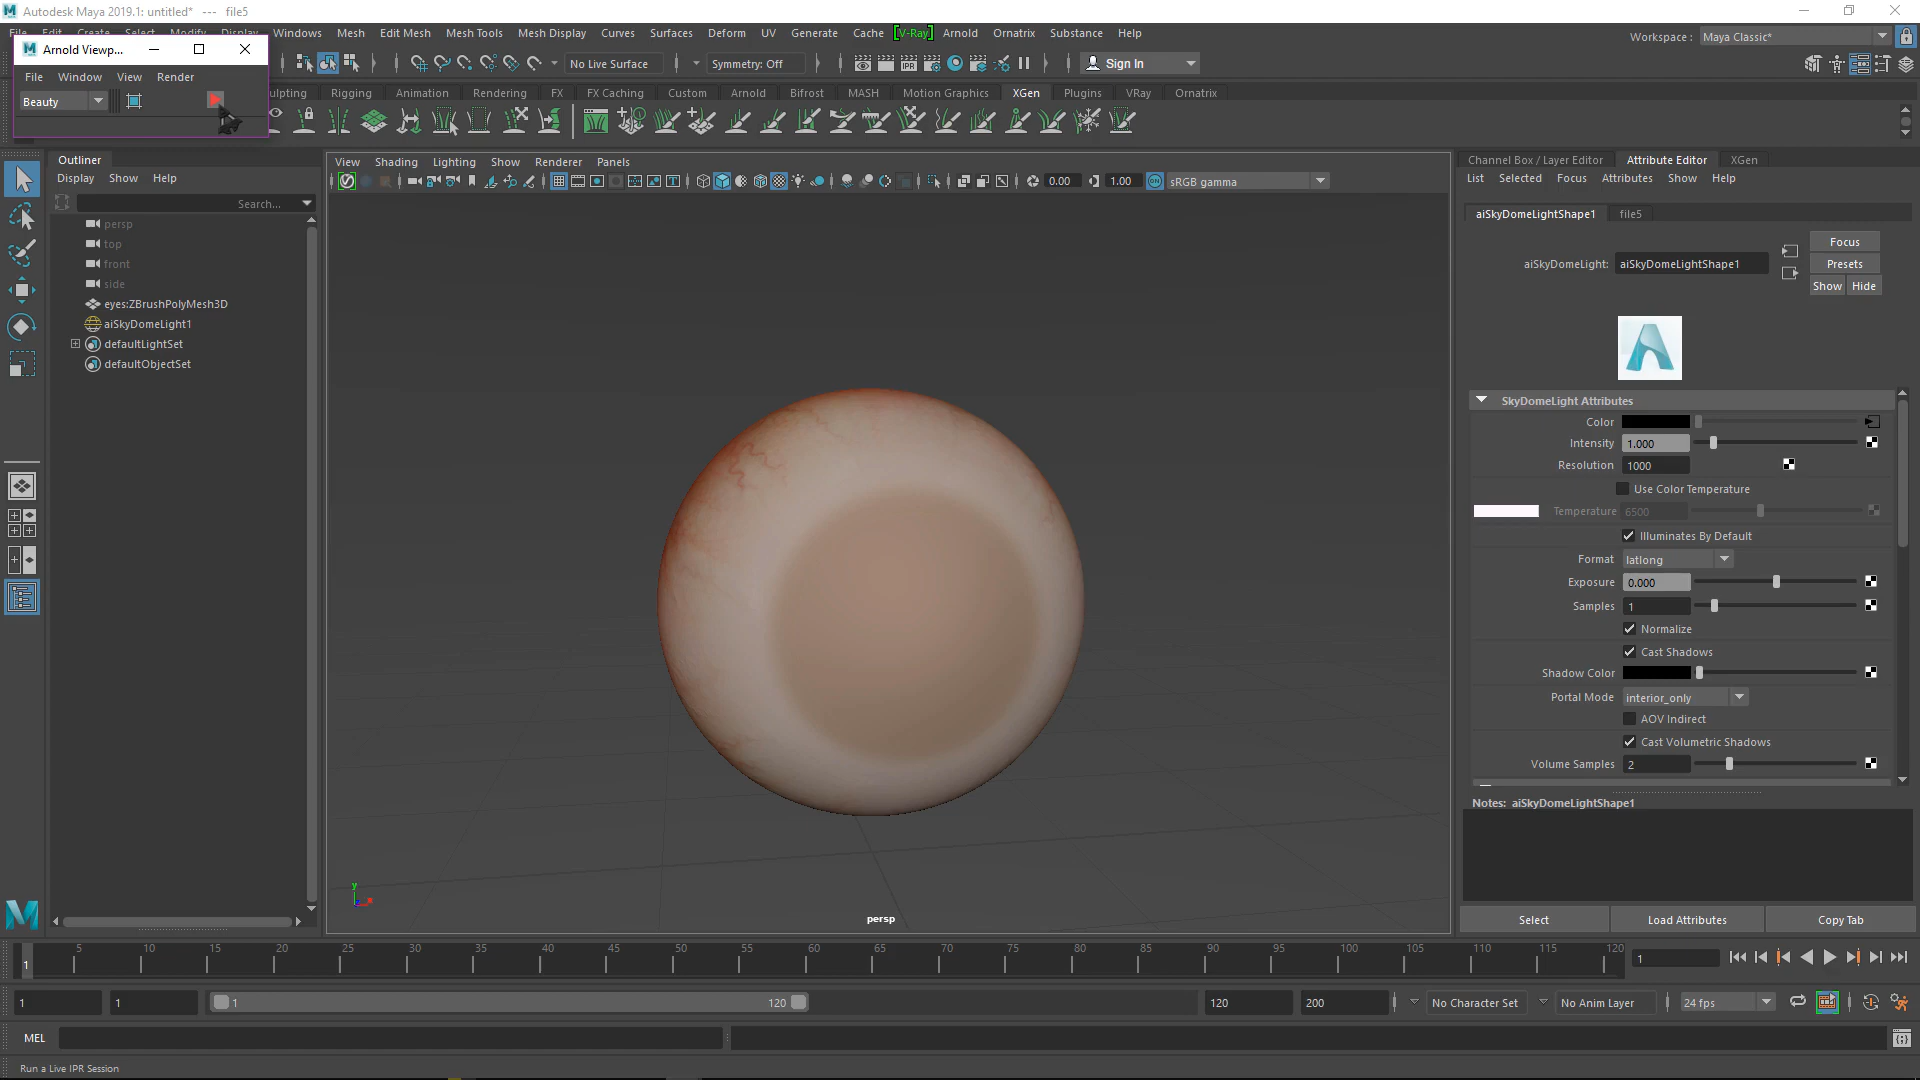 Autodesk Maya 2019.1: untitled* --- file5
File Edit Create Select Modify Display Windows Mesh Edit Mesh Mesh Tools Mesh Display Curves Surfaces Deform UV Generate Cache [V-Ray] Arnold Ornatrix Substance Help
Workspace : Maya Classic*
Arnold Viewp...
File Window View Render
Beauty
No Live Surface
Symmetry: Off
IPR
Sign In
Rigging Animation Rendering FX FX Caching Custom Arnold Bifrost MASH Motion Graphics XGen Plugins VRay Ornatrix
Outliner
Display Show Help
Search...
persp
top
front
side
eyes:ZBrushPolyMesh3D
aiSkyDomeLight1
defaultLightSet
defaultObjectSet
View Shading Lighting Show Renderer Panels
0.00 1.00 ON sRGB gamma
persp
y
Channel Box / Layer Editor Attribute Editor XGen
List Selected Focus Attributes Show Help
aiSkyDomeLightShape1 file5
aiSkyDomeLight: aiSkyDomeLightShape1
Focus
Presets
Show Hide
SkyDomeLight Attributes
Color
Intensity 1.000
Resolution 1000
Use Color Temperature
Temperature 6500
Illuminates By Default
Format latlong
Exposure 0.000
Samples 1
Normalize
Cast Shadows
Shadow Color
Portal Mode interior_only
AOV Indirect
Cast Volumetric Shadows
Volume Samples 2
Notes: aiSkyDomeLightShape1
Select Load Attributes Copy Tab
5 10 15 20 25 30 35 40 45 50 55 60 65 70 75 80 85 90 95 100 105 110 115 120
1
1
1 1 1 120 120 200 No Character Set No Anim Layer 24 fps
MEL
Run a Live IPR Session